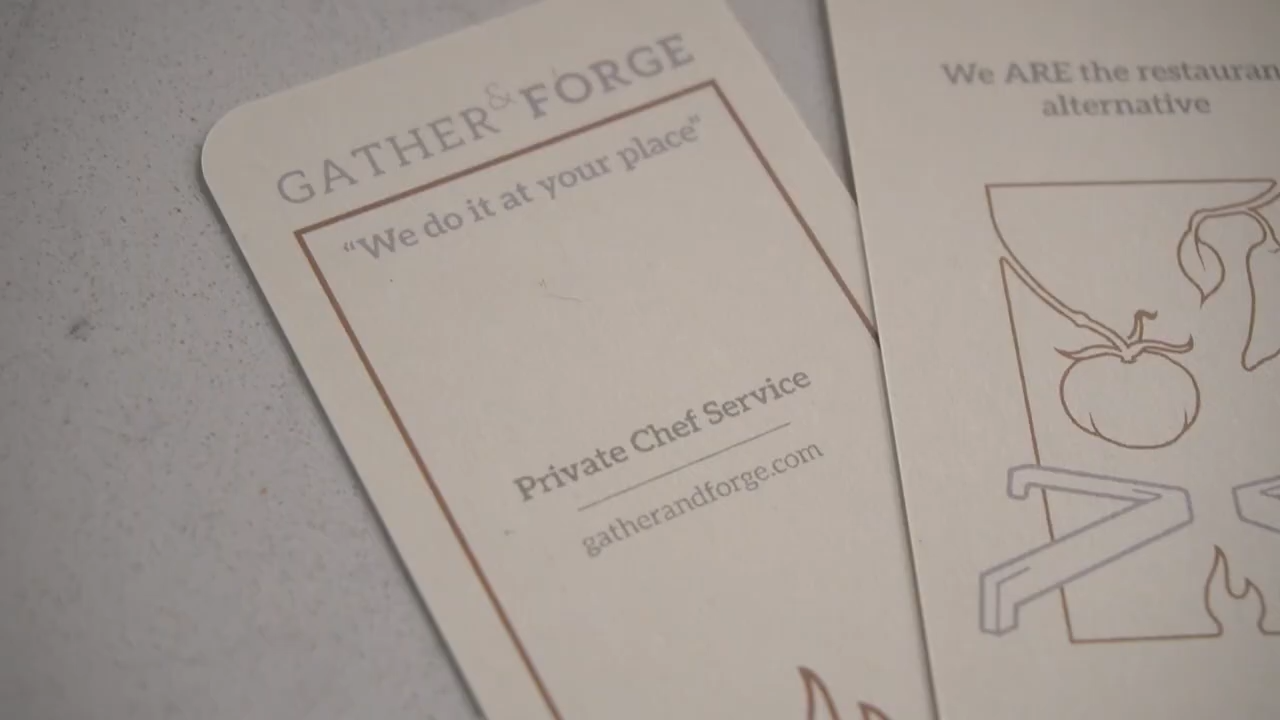 GATHER & FORGE
“We do it at your place”
Private Chef Service
gatherandforge.com
We ARE the restauran
alternative